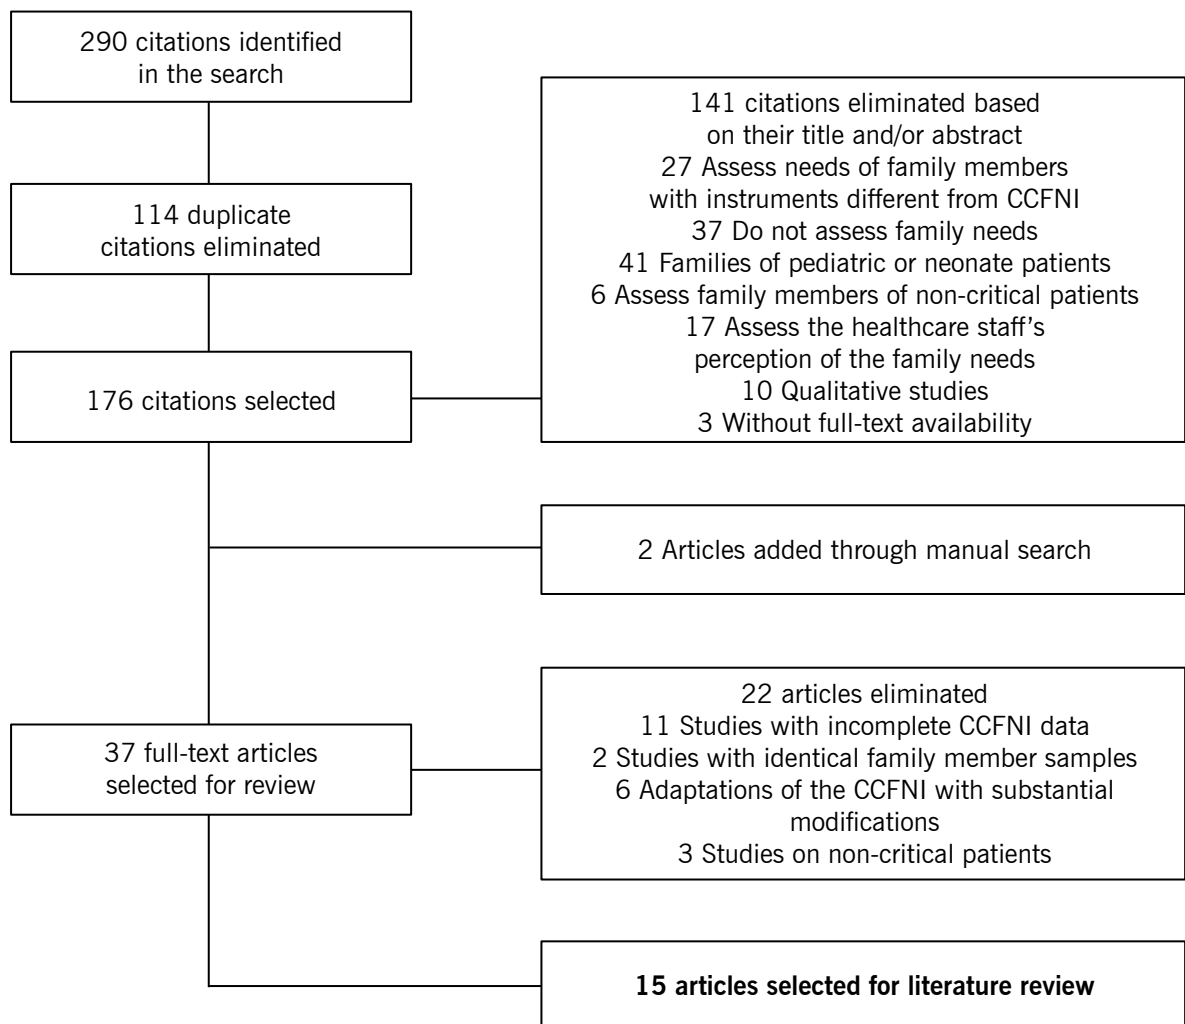 290 citations identified
in the search
114 duplicate
citations eliminated
176 citations selected
141 citations eliminated based
on their title and/or abstract
27 Assess needs of family members
with instruments different from CCFNI
37 Do not assess family needs
41 Families of pediatric or neonate patients
6 Assess family members of non-critical patients
17 Assess the healthcare staff's
perception of the family needs
10 Qualitative studies
3 Without full-text availability
2 Articles added through manual search
37 full-text articles
selected for review
22 articles eliminated
11 Studies with incomplete CCFNI data
2 Studies with identical family member samples
6 Adaptations of the CCFNI with substantial
modifications
3 Studies on non-critical patients
15 articles selected for literature review